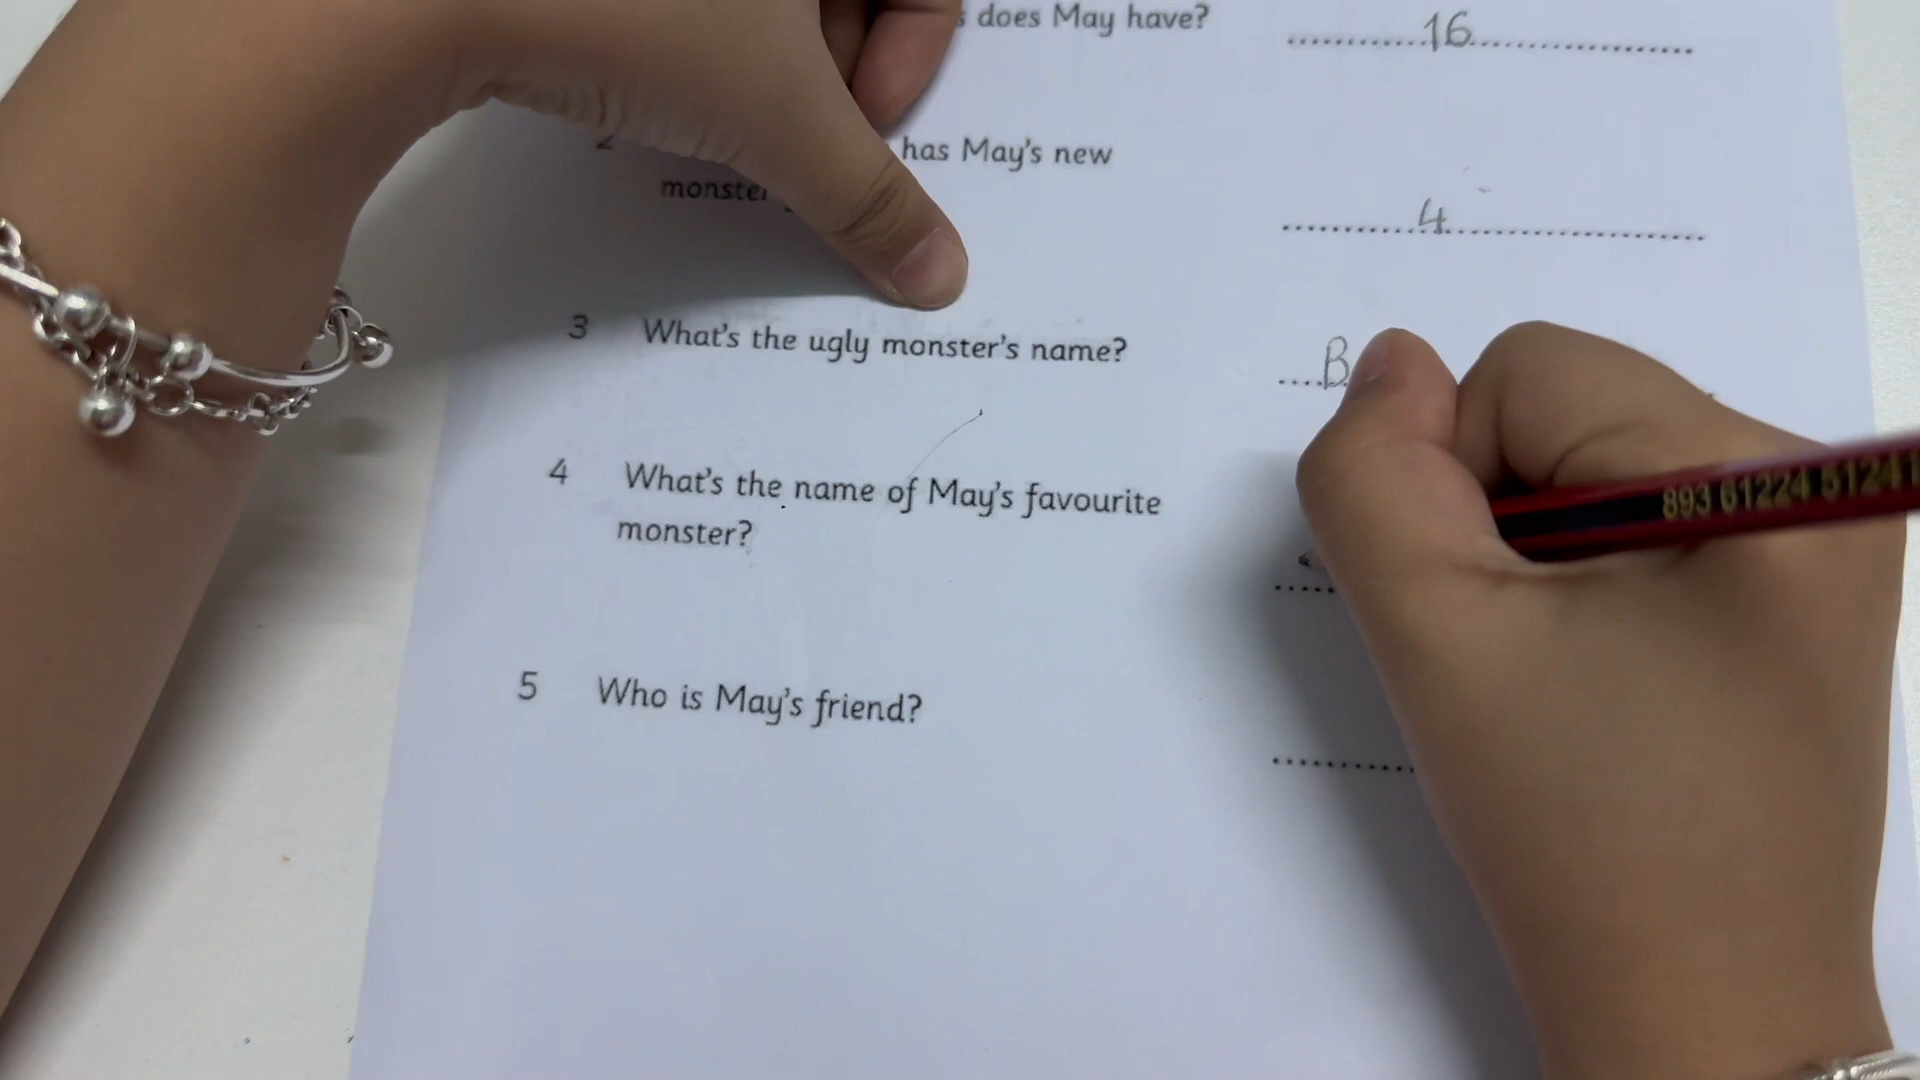 does May have? 16
2 has May's new
4
3 What's the ugly monster's name? B
4 What's the name of May's favourite
monster?
5 Who is May's friend?
893 61224 5124